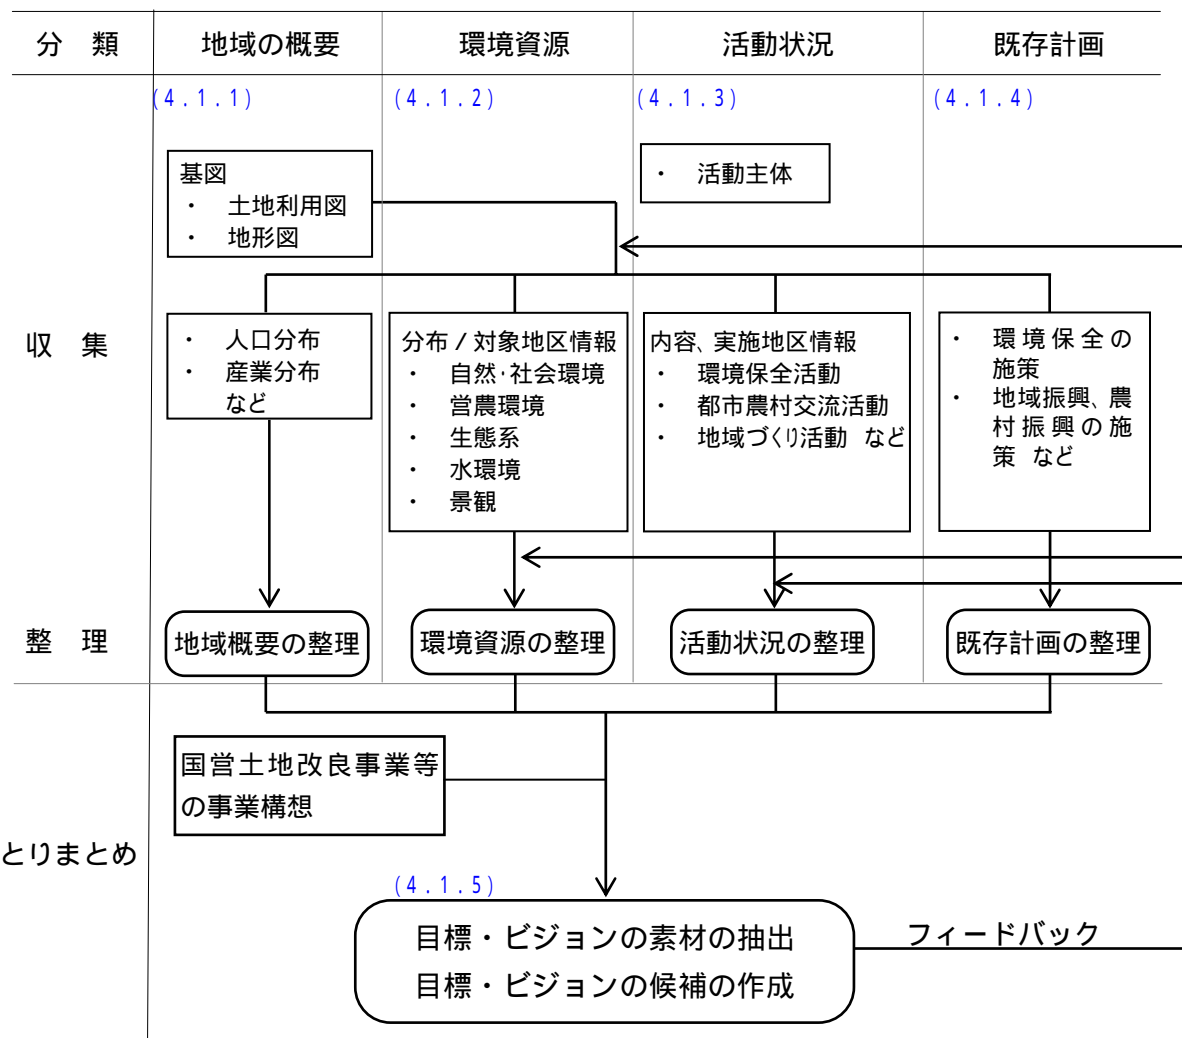 分　類
地域の概要
環境資源
活動状況
既存計画
(4.1.1)
(4.1.2)
(4.1.3)
(4.1.4)
基図
・　土地利用図
・　地形図
・　活動主体
収　集
・　人口分布
・　産業分布
など
分布／対象地区情報
・　自然・社会環境
・　営農環境
・　生態系
・　水環境
・　景観
内容、実施地区情報
・　環境保全活動
・　都市農村交流活動
・　地域づくり活動　など
・　環境保全の
施策
・　地域振興、農
村振興の施
策　など
整　理
地域概要の整理
環境資源の整理
活動状況の整理
既存計画の整理
国営土地改良事業等
の事業構想
とりまとめ
(4.1.5)
目標・ビジョンの素材の抽出
目標・ビジョンの候補の作成
フィードバック